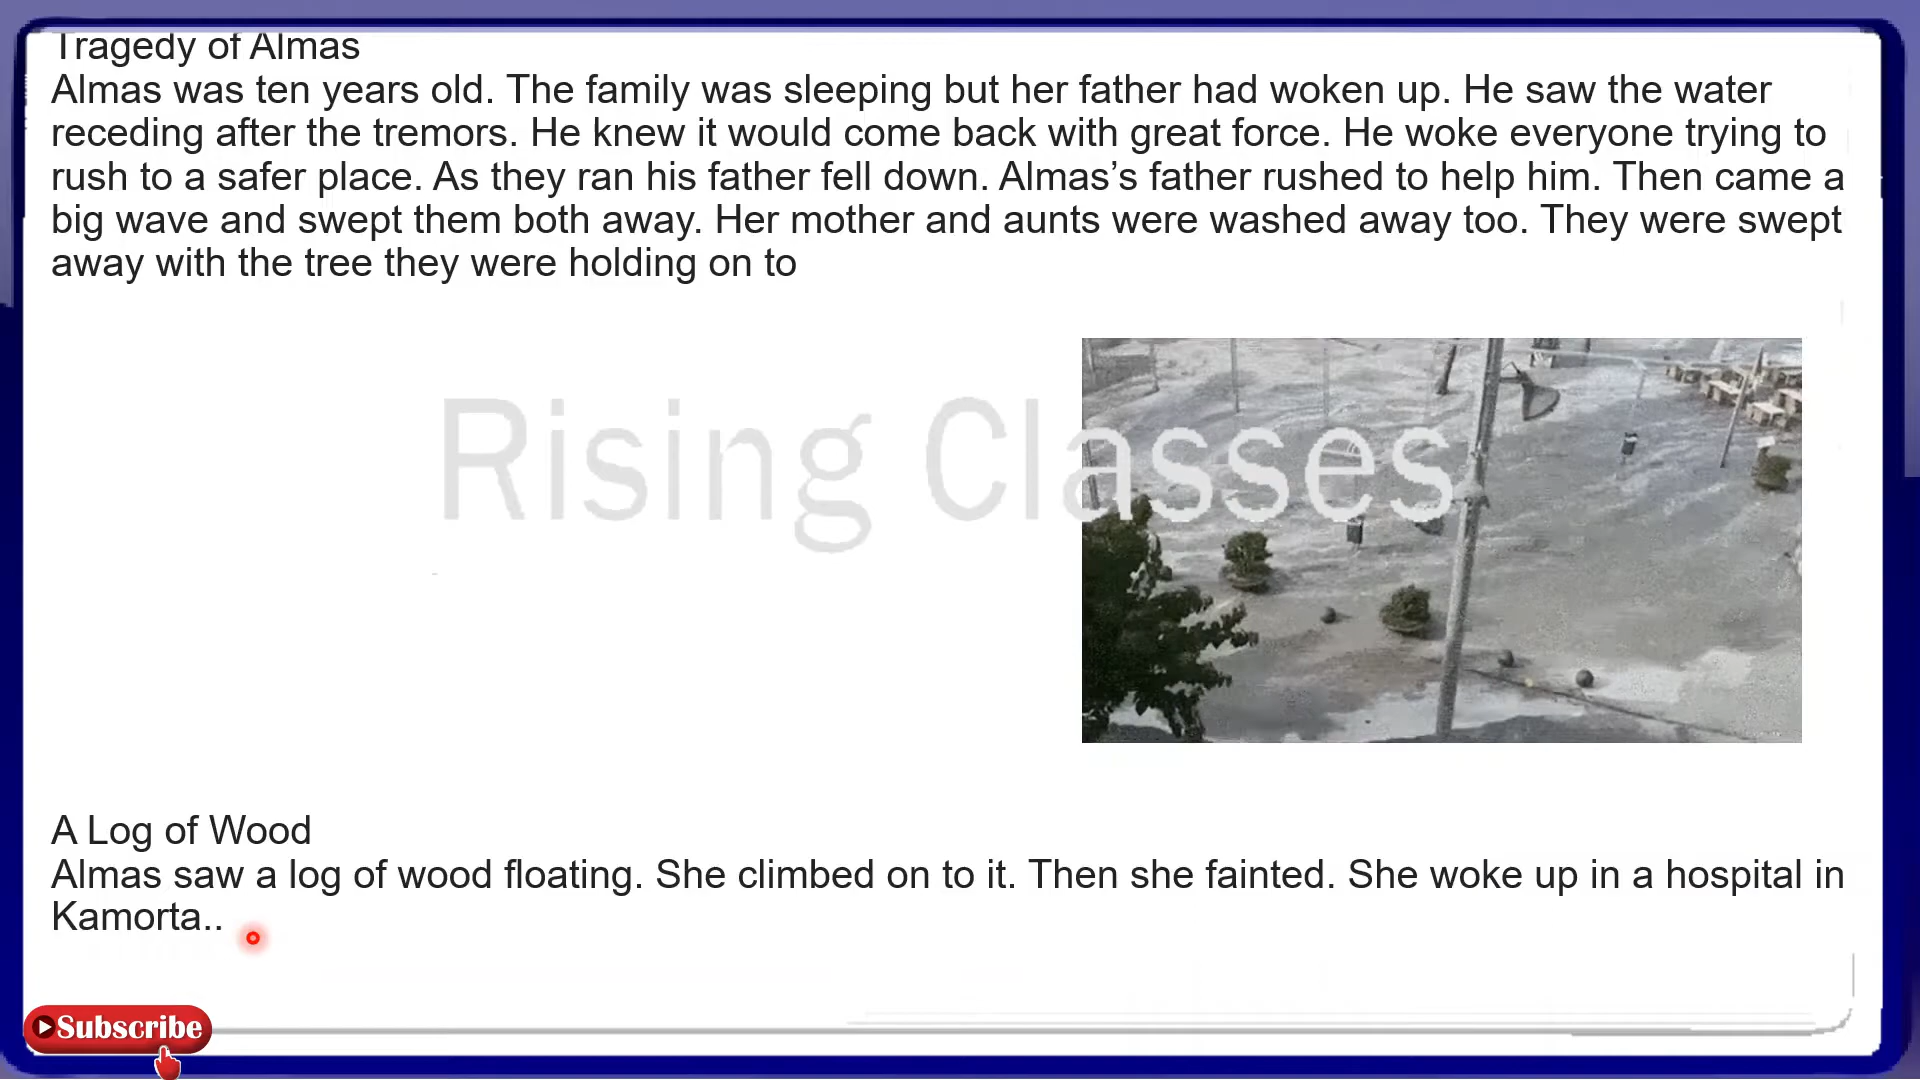 Tragedy of Almas
Almas was ten years old. The family was sleeping but her father had woken up. He saw the water
receding after the tremors. He knew it would come back with great force. He woke everyone trying to
rush to a safer place. As they ran his father fell down. Almas’s father rushed to help him. Then came a
big wave and swept them both away. Her mother and aunts were washed away too. They were swept
away with the tree they were holding on to
Rising Classes
A Log of Wood
Almas saw a log of wood floating. She climbed on to it. Then she fainted. She woke up in a hospital in
Kamorta..
Subscribe